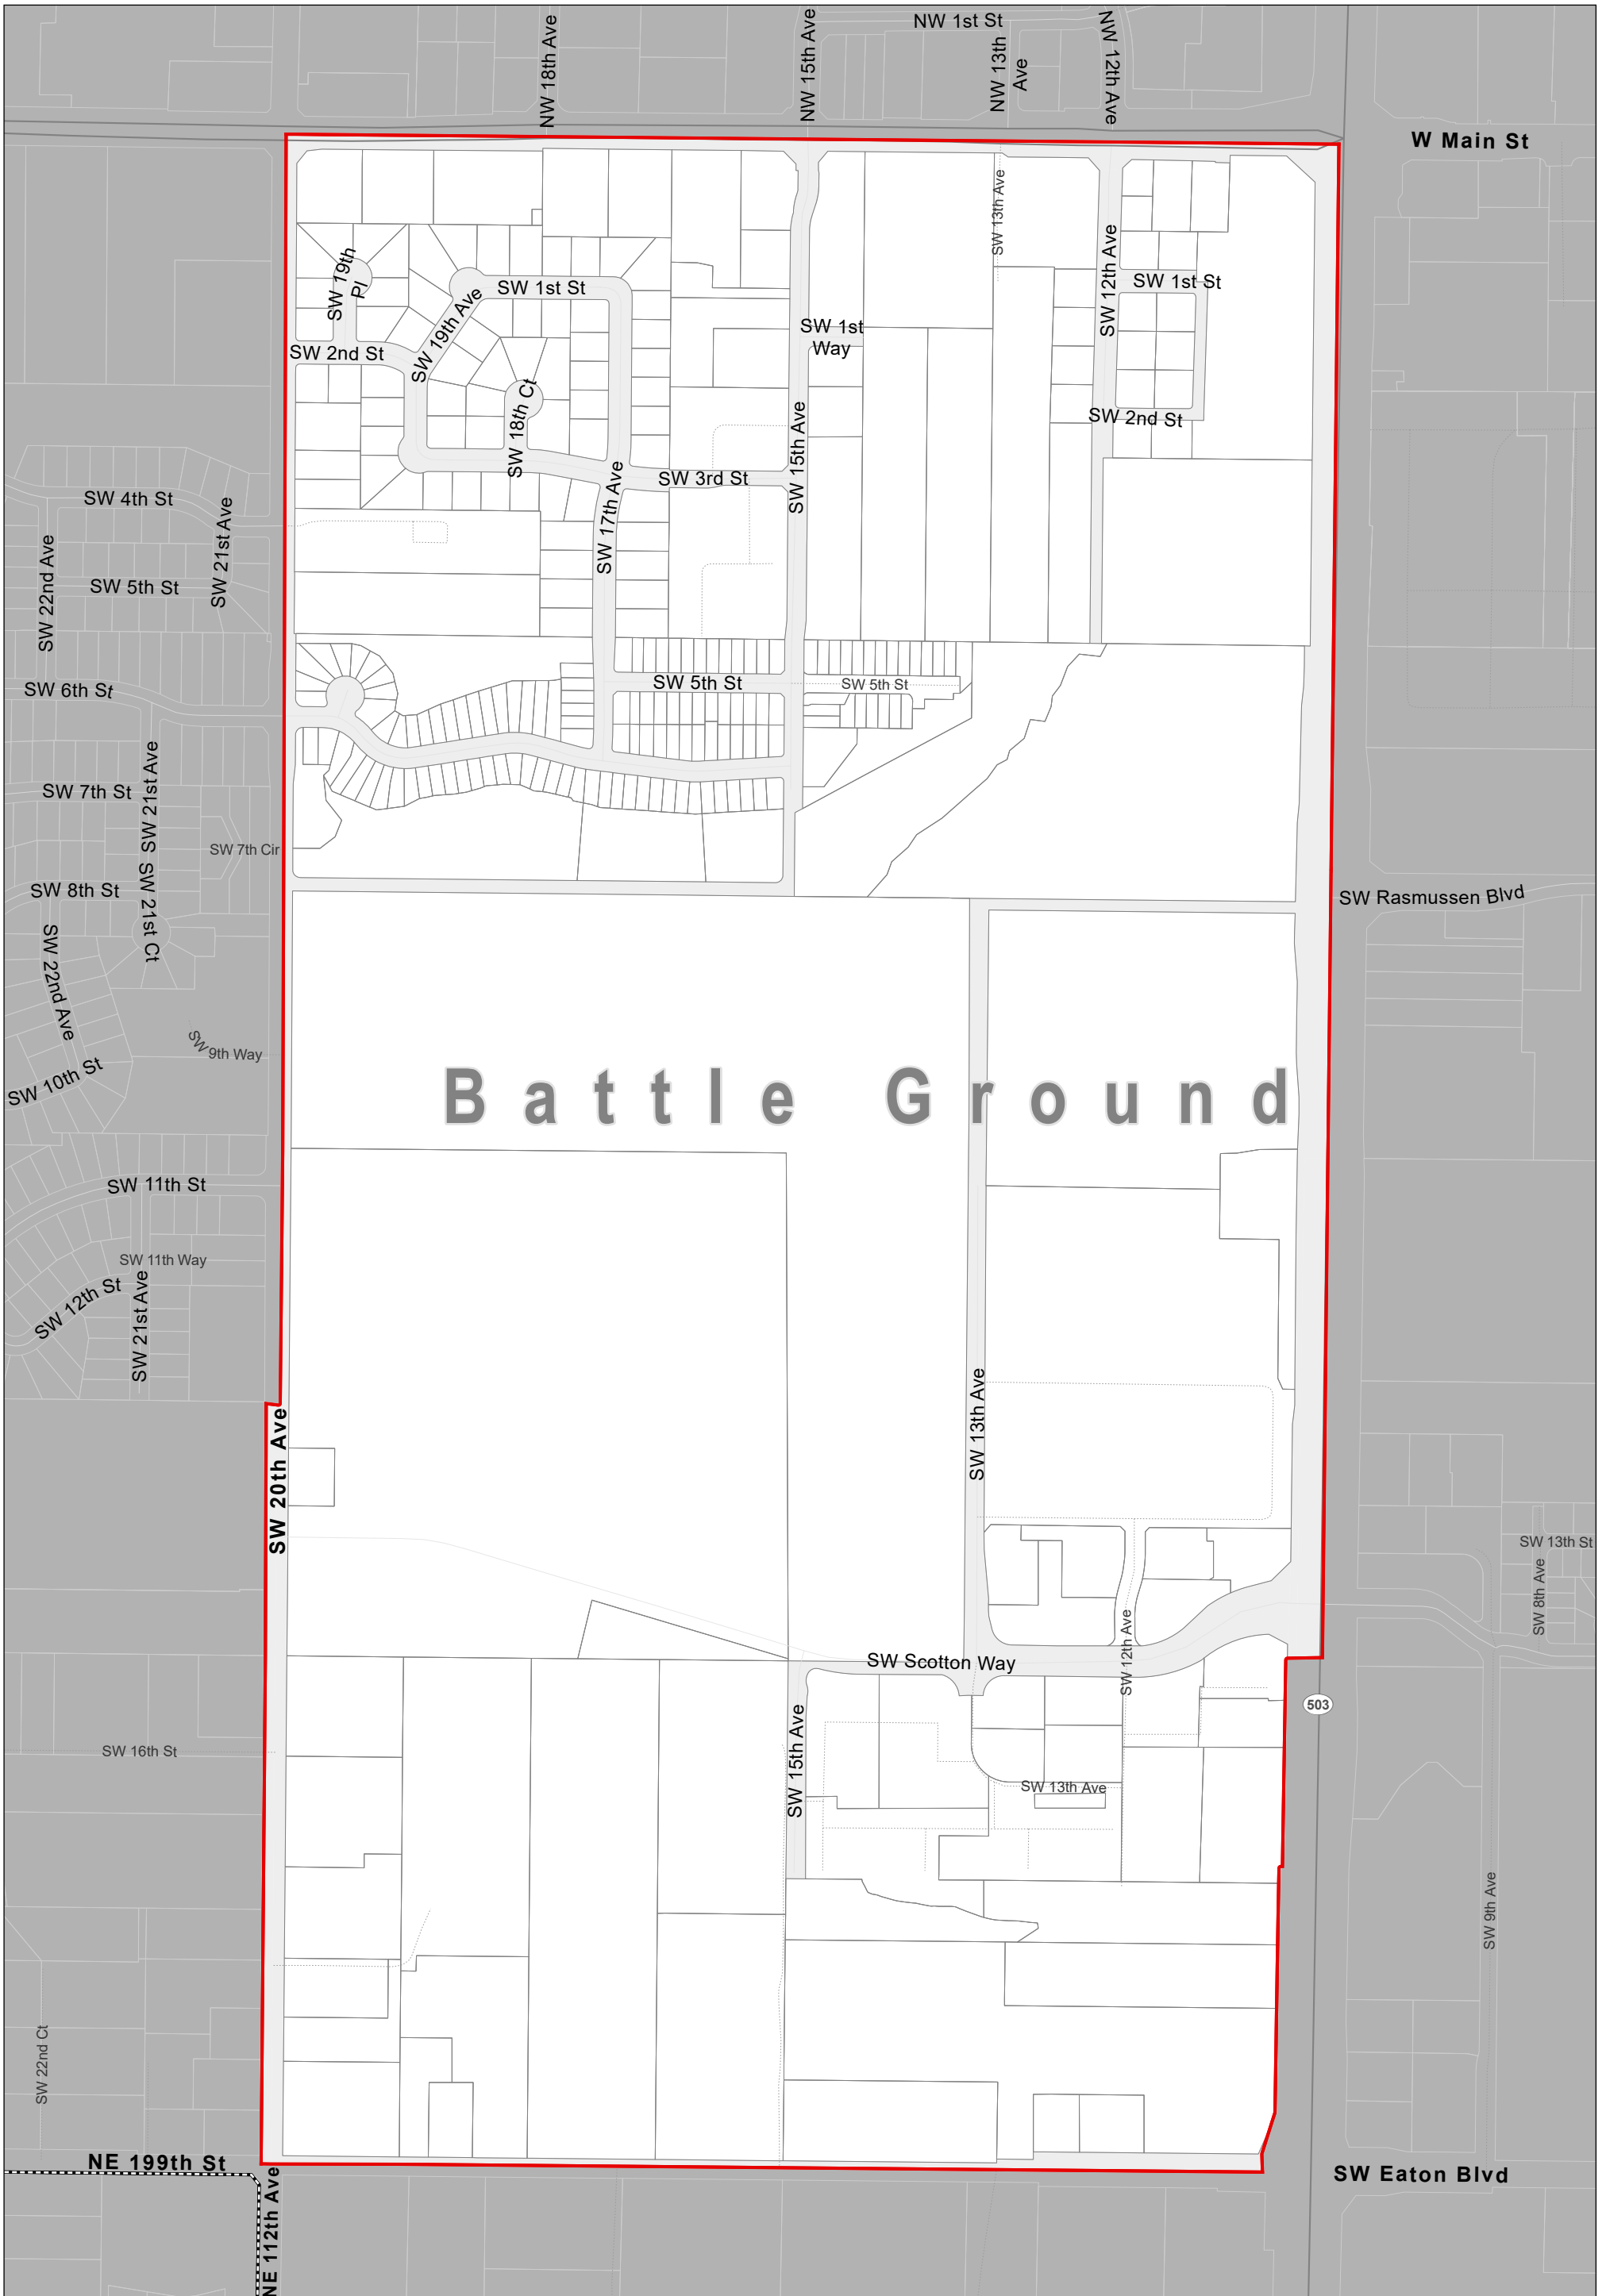 NW 1st St
NW 18th Ave
NW 15th Ave
NW 13th
Ave
NW 12th Ave
W Main St
SW 13th Ave
SW 19th
Pl
SW 1st St
SW 12th Ave
SW 1st St
SW 19th Ave
SW 1st
Way
SW 2nd St
SW 18th Ct
SW 15th Ave
SW 2nd St
SW 3rd St
SW 17th Ave
SW 4th St
SW 21st Ave
SW 22nd Ave
SW 5th St
SW 5th St
SW 5th St
SW 6th St
SW 21st Ave
SW 7th St
SW 7th Cir
SW 8th St
SW 21st Ct
SW Rasmussen Blvd
SW 22nd Ave
SW 9th Way
SW 10th St
Battle Ground
SW 11th St
SW 11th Way
SW 12th St
SW 21st Ave
SW 13th Ave
SW 20th Ave
SW 13th St
SW 8th Ave
SW 12th Ave
SW Scotton Way
503
SW 16th St
SW 15th Ave
SW 13th Ave
SW 9th Ave
SW 22nd Ct
NE 199th St
SW Eaton Blvd
NE 112th Ave